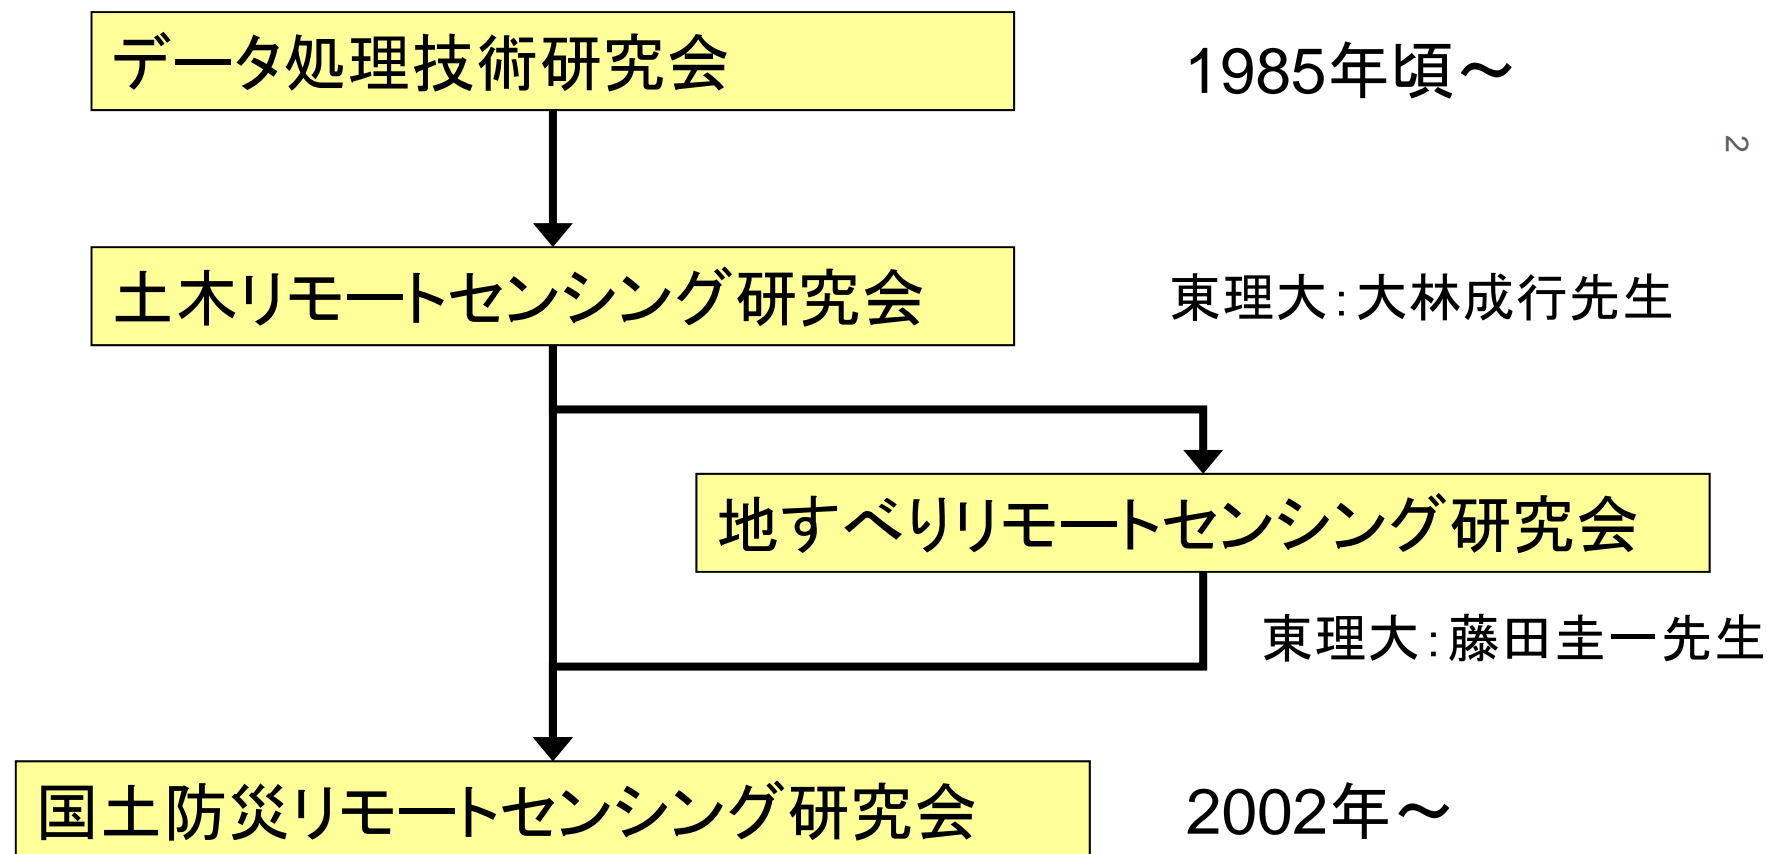 データ処理技術研究会
1985年頃～
2
土木リモートセンシング研究会
東理大：大林成行先生
地すべりリモートセンシング研究会
東理大：藤田圭一先生
国土防災リモートセンシング研究会
2002年～